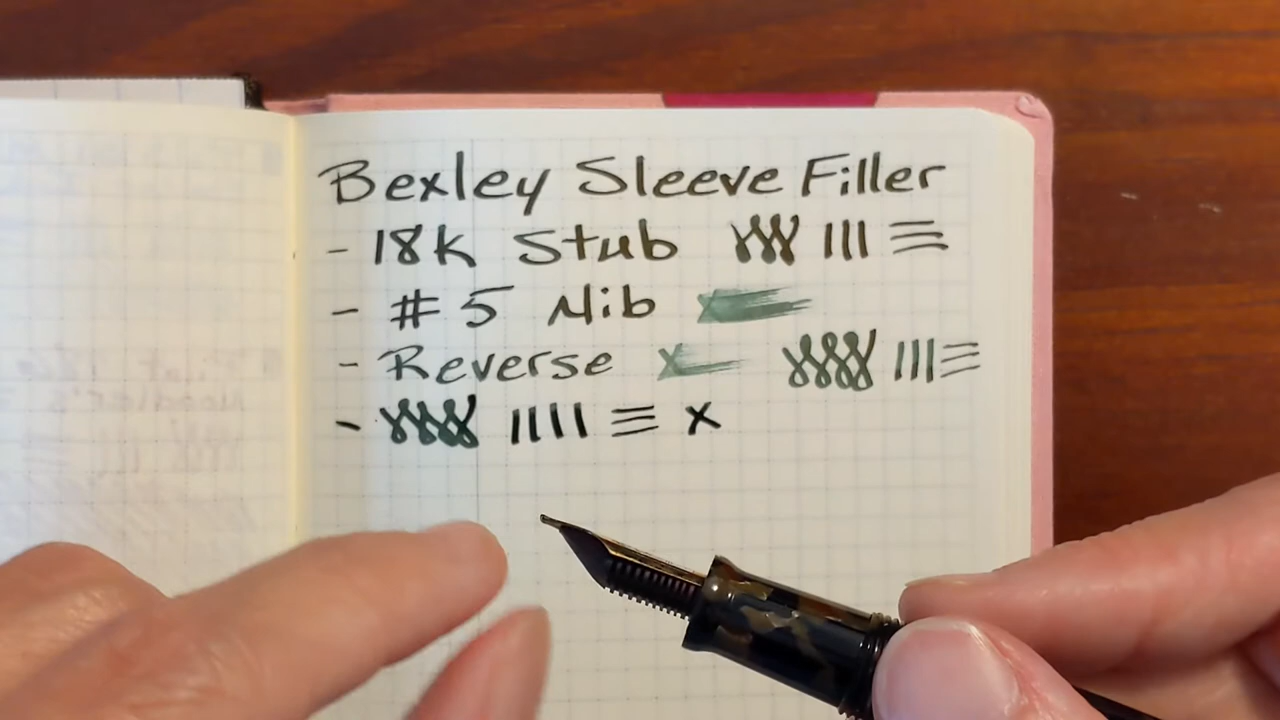 Bexley Sleeve Filler
- 18K Stub
- #5 Nib
- Reverse x
- x